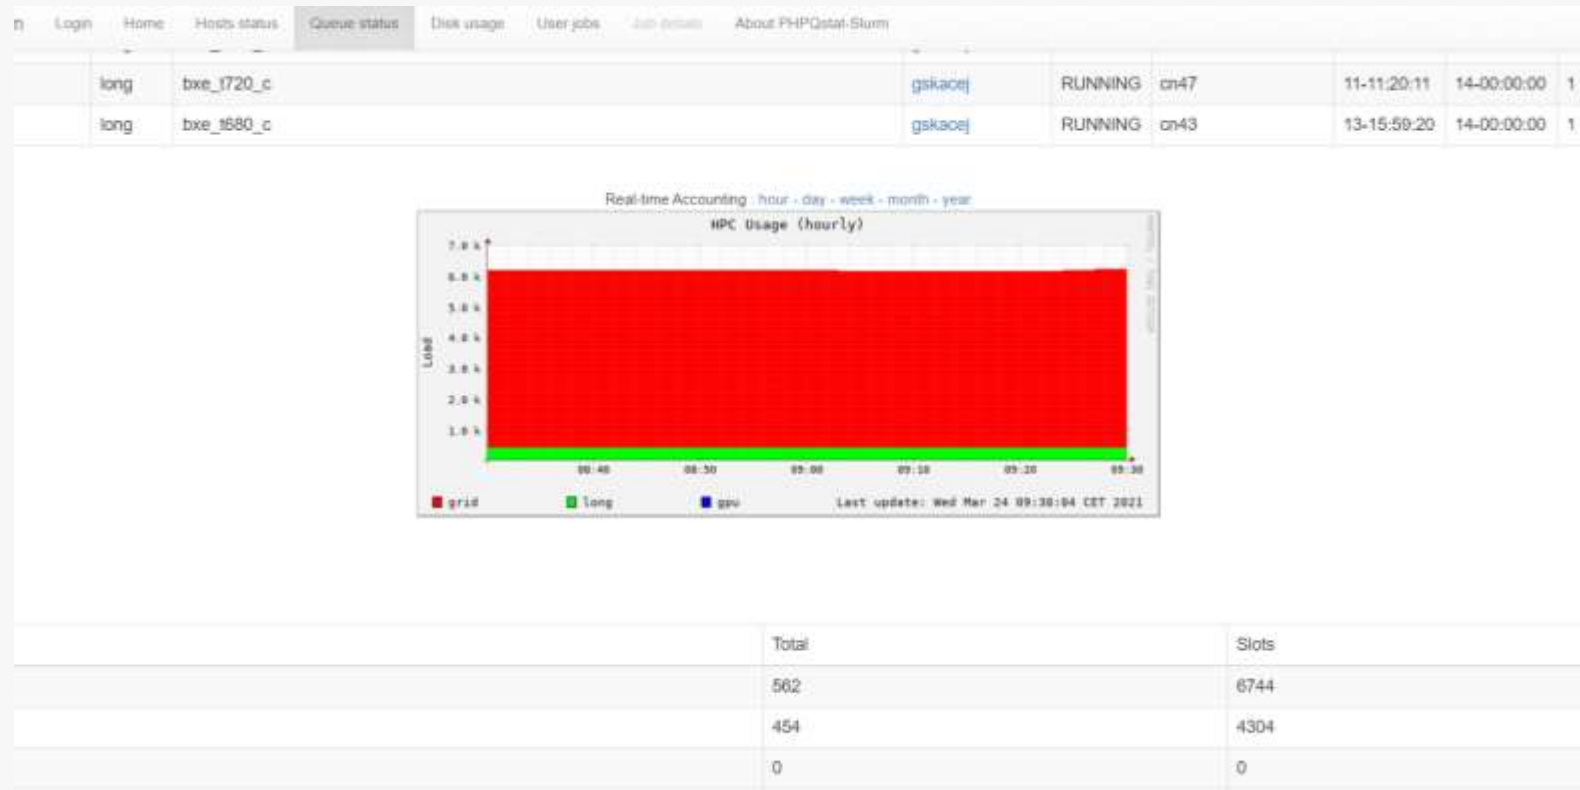 n Login Home Hosts status Queue status Disk usage User jobs Job details About PHPQstat-Slurm
long bxe_t720_c gskacej RUNNING cn47 11-11:20:11 14-00:00:00 1
long bxe_t680_c gskacej RUNNING cn43 13-15:59:20 14-00:00:00 1
Real-time Accounting : hour - day - week - month - year
HPC Usage (hourly)
7.0 k
6.0 k
5.0 k
4.0 k
3.0 k
2.0 k
1.0 k
Load
08:40 08:50 09:00 09:10 09:20 09:30
grid long gpu Last update: Wed Mar 24 09:30:04 CET 2021
Total Slots
562 6744
454 4304
0 0